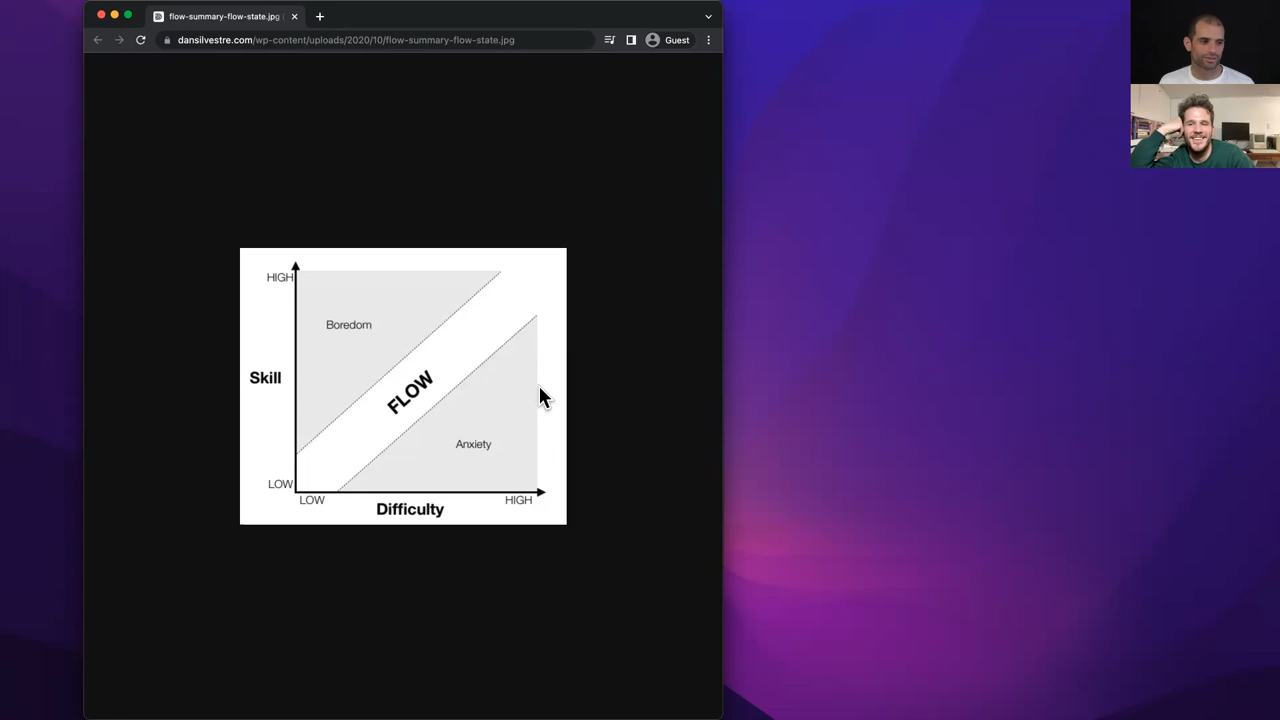 flow-summary-flow-state.jpg
dansilvestre.com/wp-content/uploads/2020/10/flow-summary-flow-state.jpg
Guest
HIGH
Boredom
Skill
FLOW
Anxiety
LOW
LOW
HIGH
Difficulty